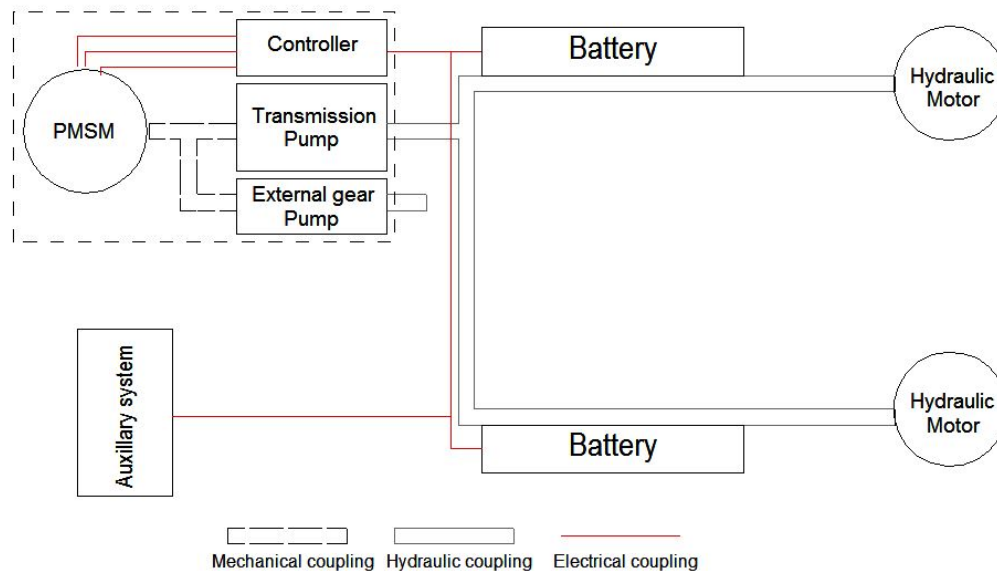 Controller
Battery
Hydraulic
Motor
PMSM
Transmission
Pump
External gear
Pump
Auxillary system
Hydraulic
Motor
Battery
Mechanical coupling Hydraulic coupling Electrical coupling